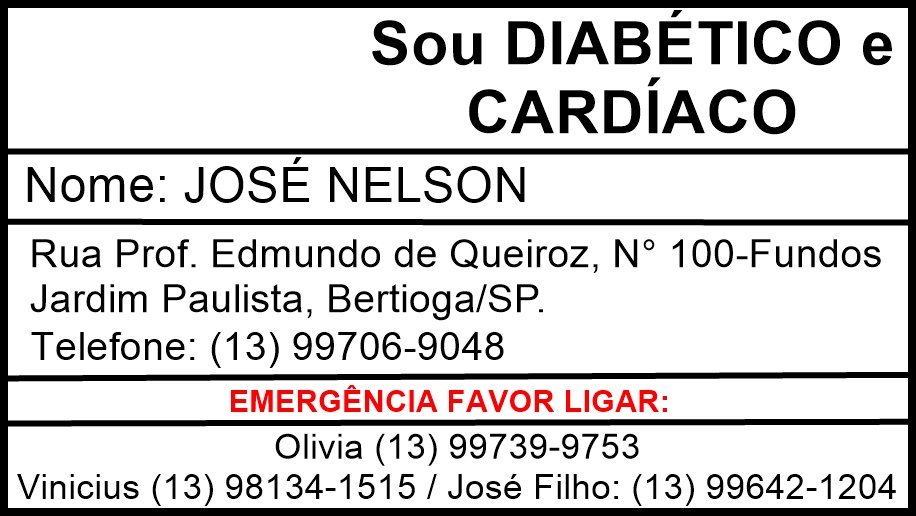 Sou DIABÉTICO e
CARDÍACO
Nome: JOSÉ NELSON
Rua Prof. Edmundo de Queiroz, N° 100-Fundos
Jardim Paulista, Bertioga/SP.
Telefone: (13) 99706-9048
EMERGÊNCIA FAVOR LIGAR:
Olivia (13) 99739-9753
Vinicius (13) 98134-1515 / José Filho: (13) 99642-1204